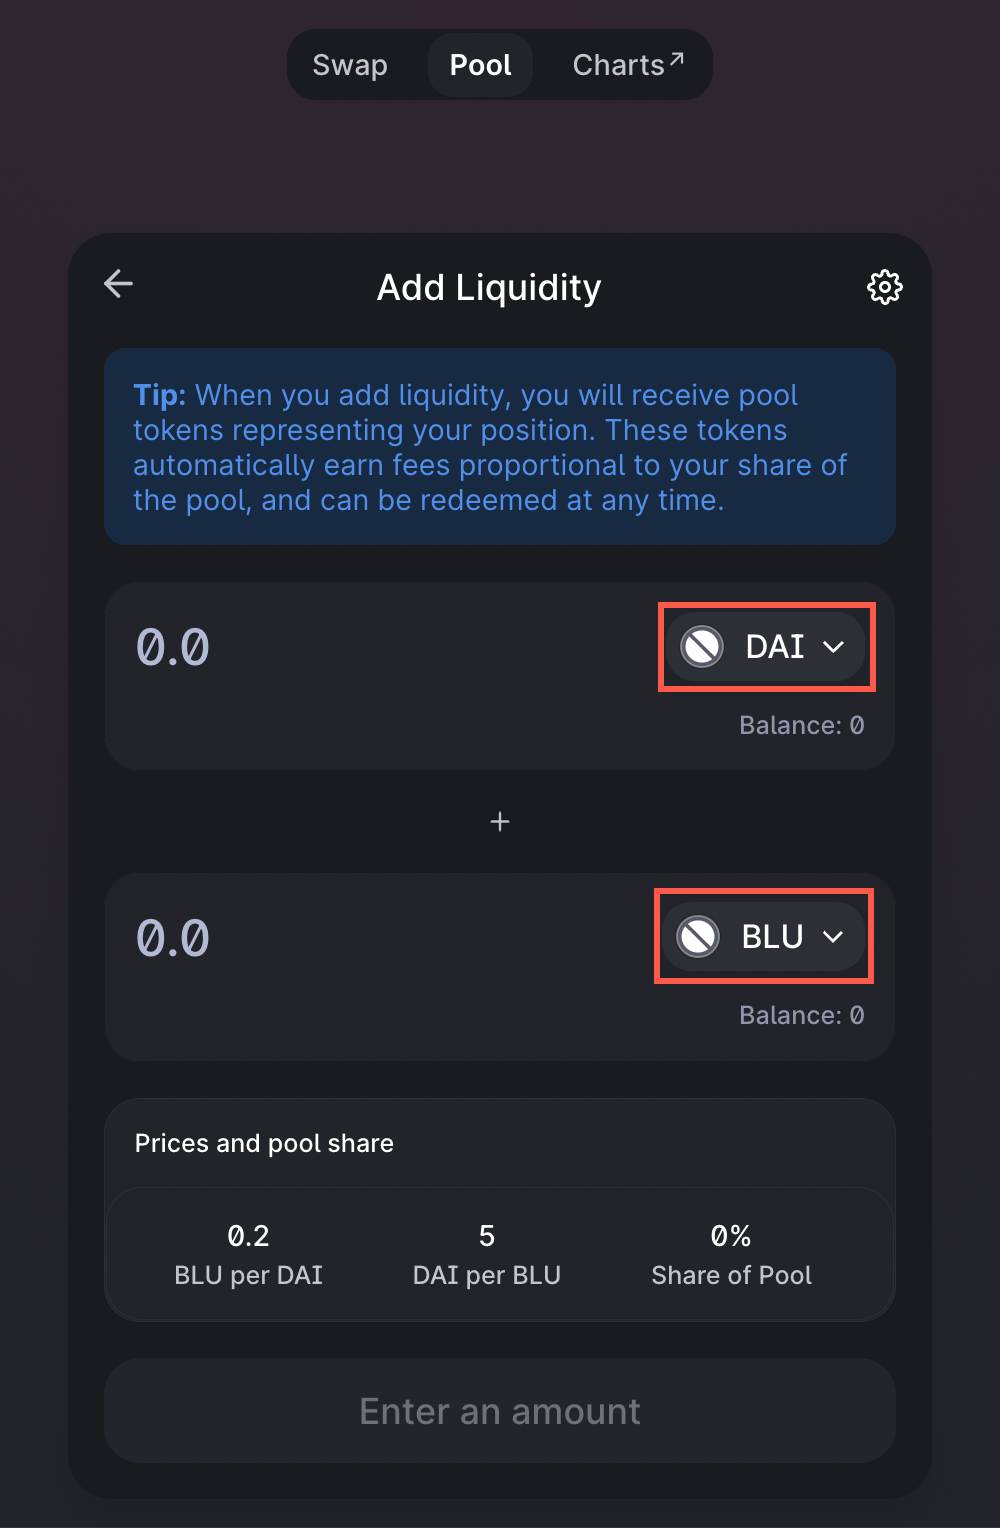 Swap Pool Charts↗
Add Liquidity
Tip: When you add liquidity, you will receive pool
tokens representing your position. These tokens
automatically earn fees proportional to your share of
the pool, and can be redeemed at any time.
0.0 DAI
Balance: 0
+
0.0 BLU
Balance: 0
Prices and pool share
0.2 5 0%
BLU per DAI DAI per BLU Share of Pool
Enter an amount